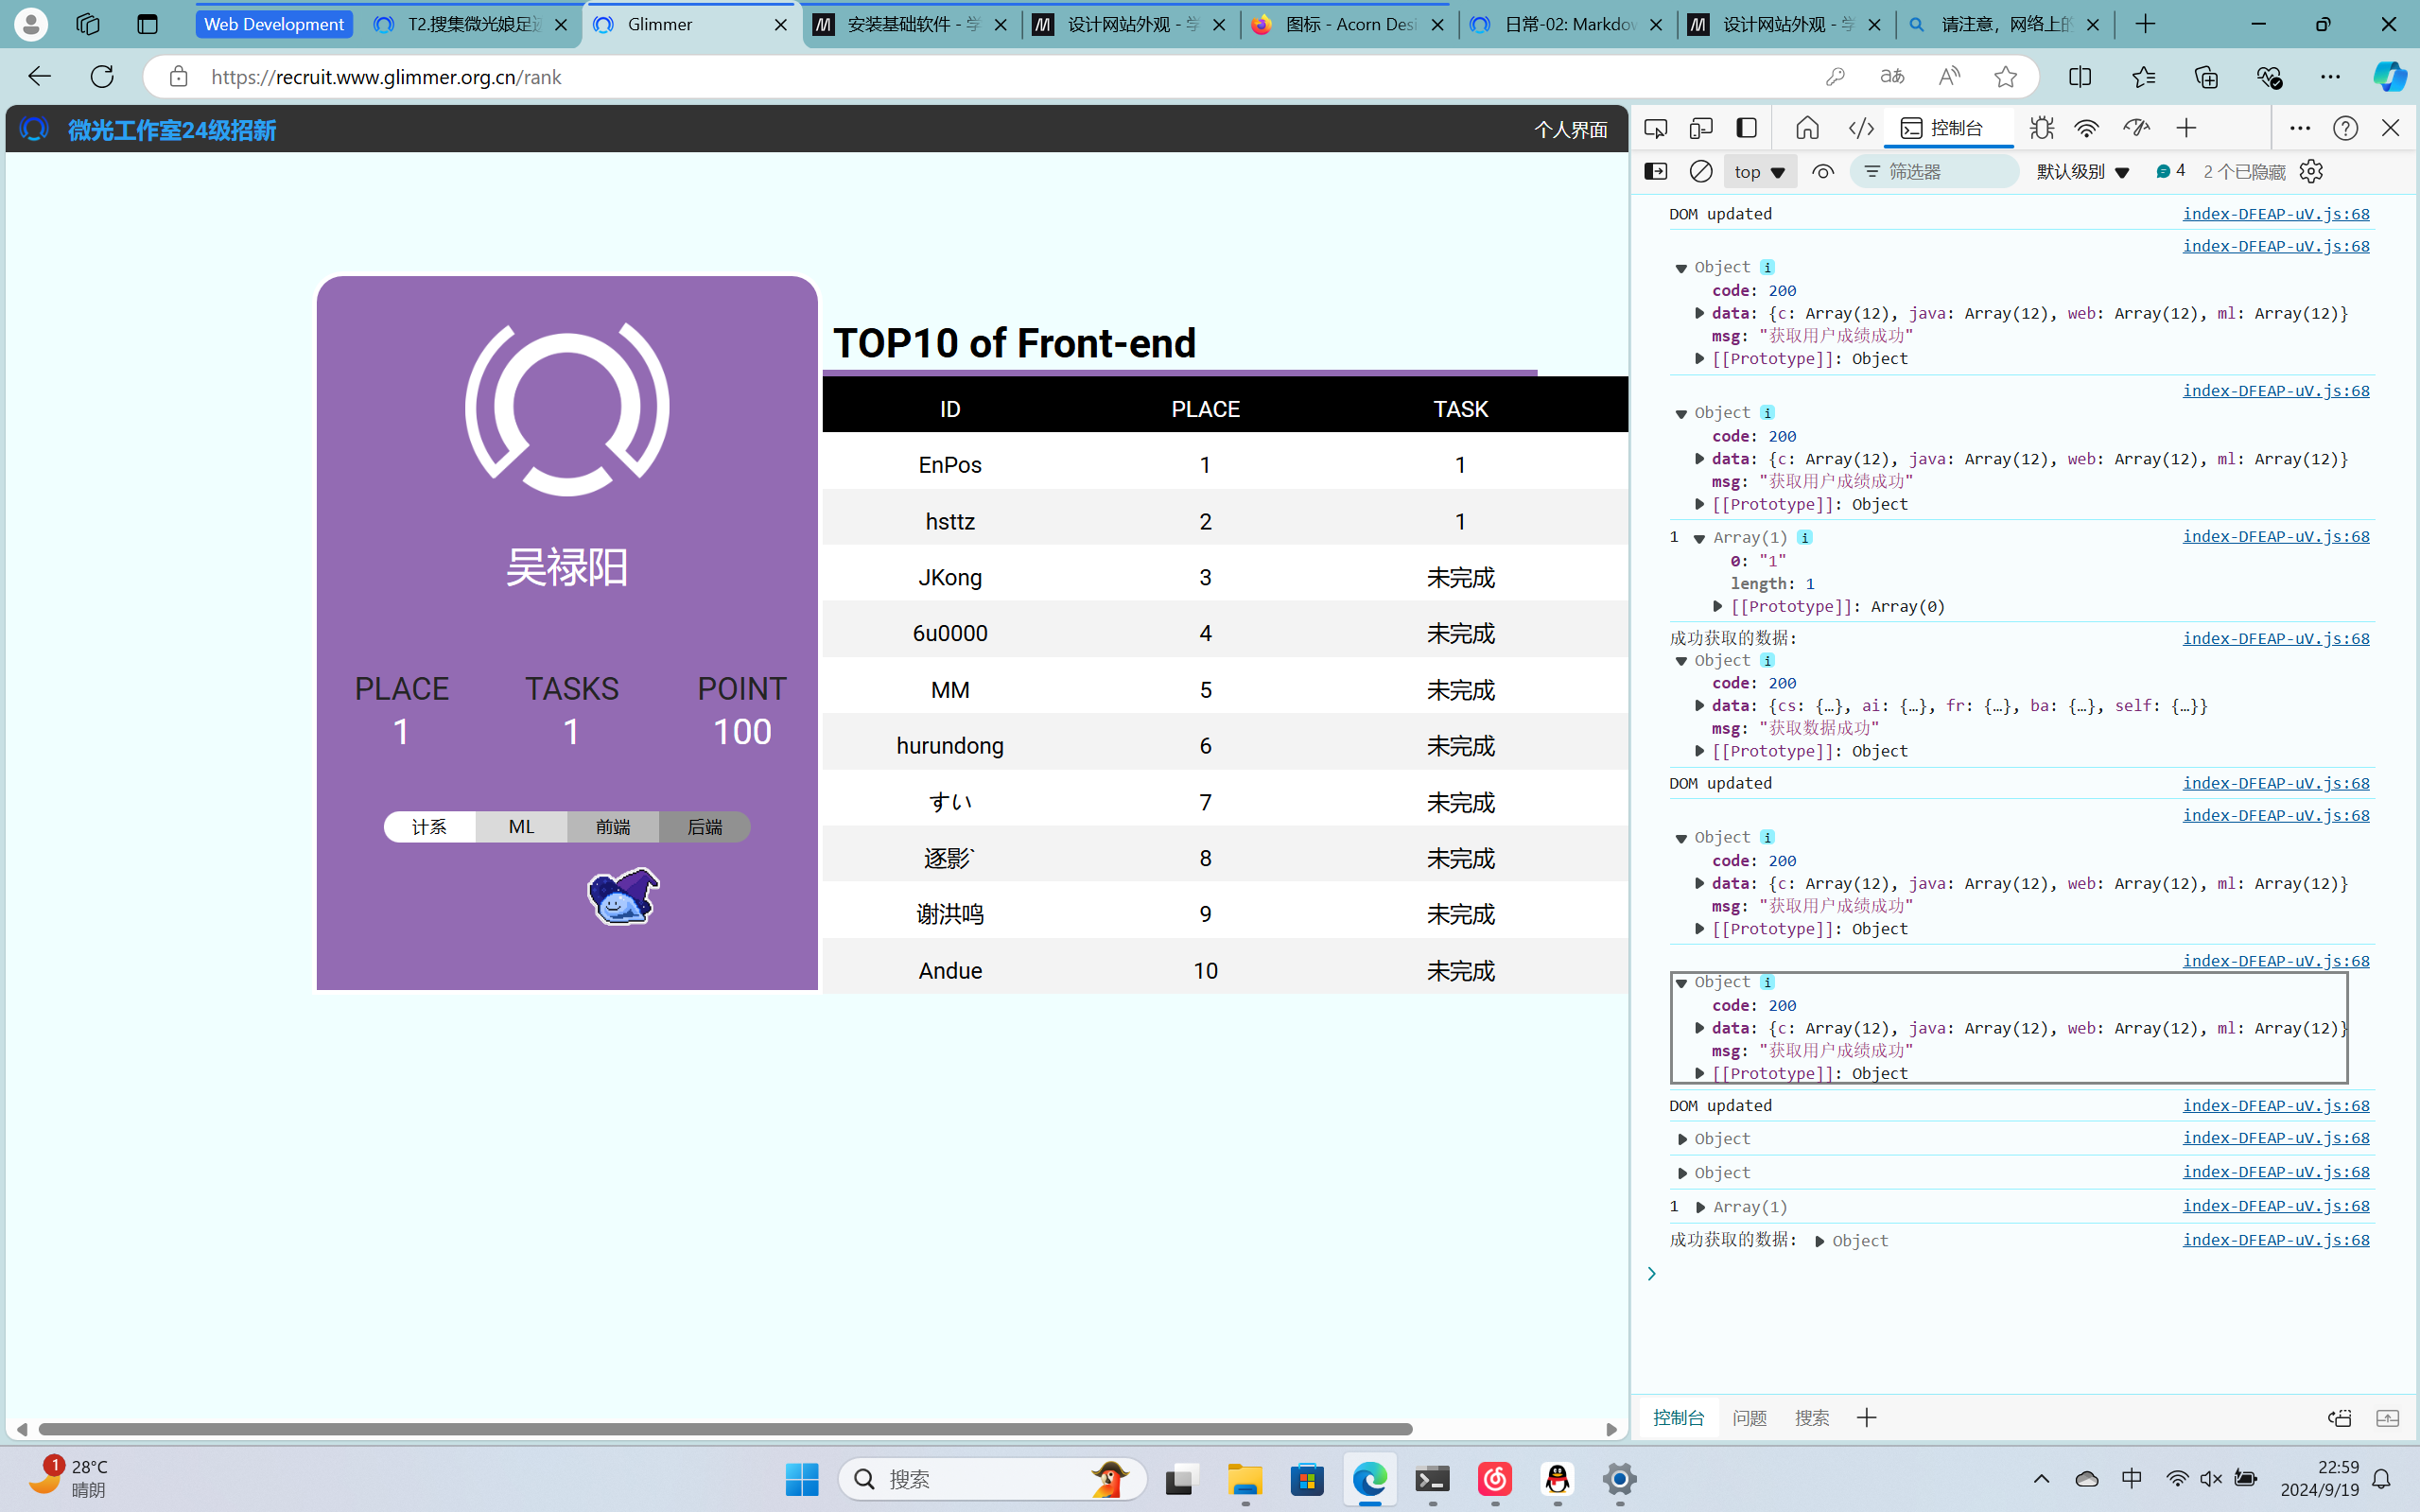 Web Development
T2.搜集微光娘足迹
Glimmer
安装基础软件 - 学
设计网站外观 - 学
图标 - Acorn Desi
日常-02: Markdow
设计网站外观 - 学
请注意，网络上的
https://recruit.www.glimmer.org.cn/rank
微光工作室24级招新
个人界面
吴禄阳
PLACE TASKS POINT
1 1 100
计系 ML 前端 后端
TOP10 of Front-end
ID PLACE TASK
EnPos 1 1
hsttz 2 1
JKong 3 未完成
6u0000 4 未完成
MM 5 未完成
hurundong 6 未完成
すい 7 未完成
逐影` 8 未完成
谢洪鸣 9 未完成
Andue 10 未完成
控制台
top 筛选器 默认级别 4 2 个已隐藏
DOM updated index-DFEAP-uV.js:68
index-DFEAP-uV.js:68
Object
code: 200
data: {c: Array(12), java: Array(12), web: Array(12), ml: Array(12)}
msg: "获取用户成绩成功"
[[Prototype]]: Object
index-DFEAP-uV.js:68
Object
code: 200
data: {c: Array(12), java: Array(12), web: Array(12), ml: Array(12)}
msg: "获取用户成绩成功"
[[Prototype]]: Object
1 Array(1) index-DFEAP-uV.js:68
0: "1"
length: 1
[[Prototype]]: Array(0)
成功获取的数据: index-DFEAP-uV.js:68
Object
code: 200
data: {cs: {…}, ai: {…}, fr: {…}, ba: {…}, self: {…}}
msg: "获取数据成功"
[[Prototype]]: Object
DOM updated index-DFEAP-uV.js:68
index-DFEAP-uV.js:68
Object
code: 200
data: {c: Array(12), java: Array(12), web: Array(12), ml: Array(12)}
msg: "获取用户成绩成功"
[[Prototype]]: Object
index-DFEAP-uV.js:68
Object
code: 200
data: {c: Array(12), java: Array(12), web: Array(12), ml: Array(12)}
msg: "获取用户成绩成功"
[[Prototype]]: Object
DOM updated index-DFEAP-uV.js:68
Object index-DFEAP-uV.js:68
Object index-DFEAP-uV.js:68
1 Array(1) index-DFEAP-uV.js:68
成功获取的数据: Object index-DFEAP-uV.js:68
控制台 问题 搜索
1
28°C
晴朗
搜索
中
22:59
2024/9/19